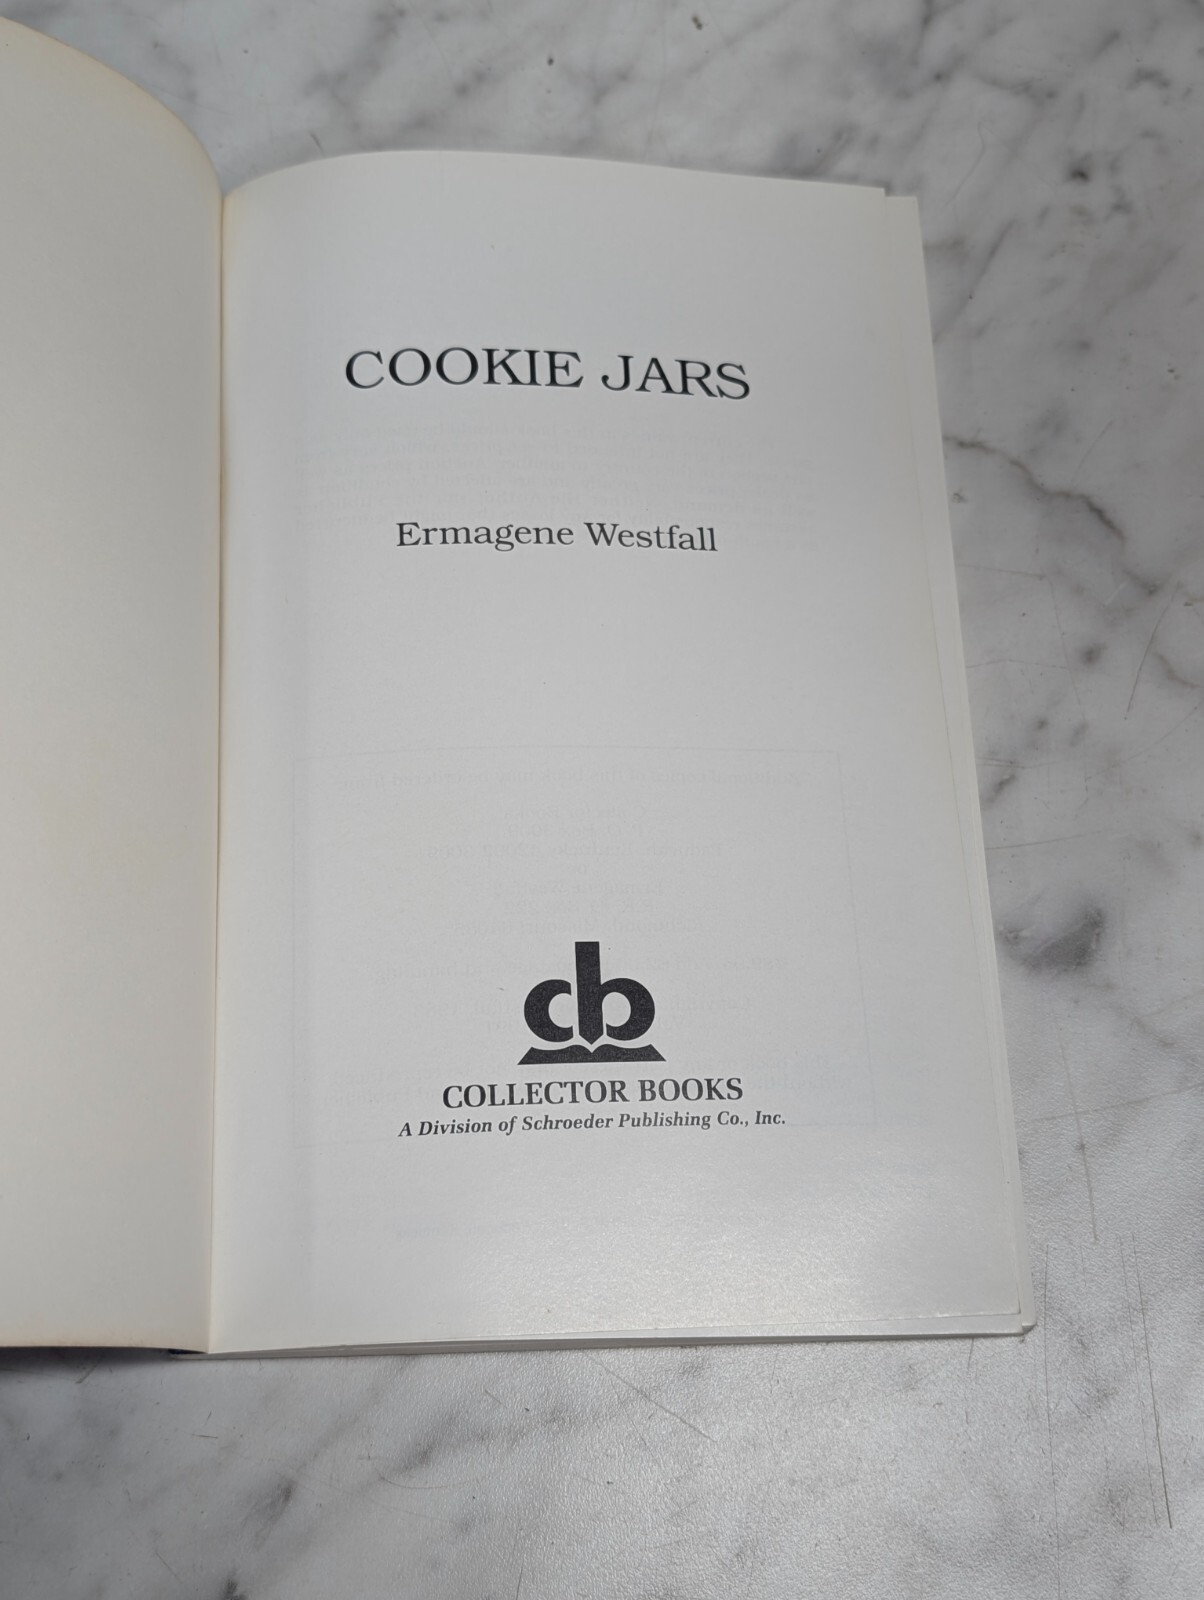 COOKIE JARS
Ermagene Westfall
cb
COLLECTOR BOOKS
A Division of Schroeder Publishing Co., Inc.